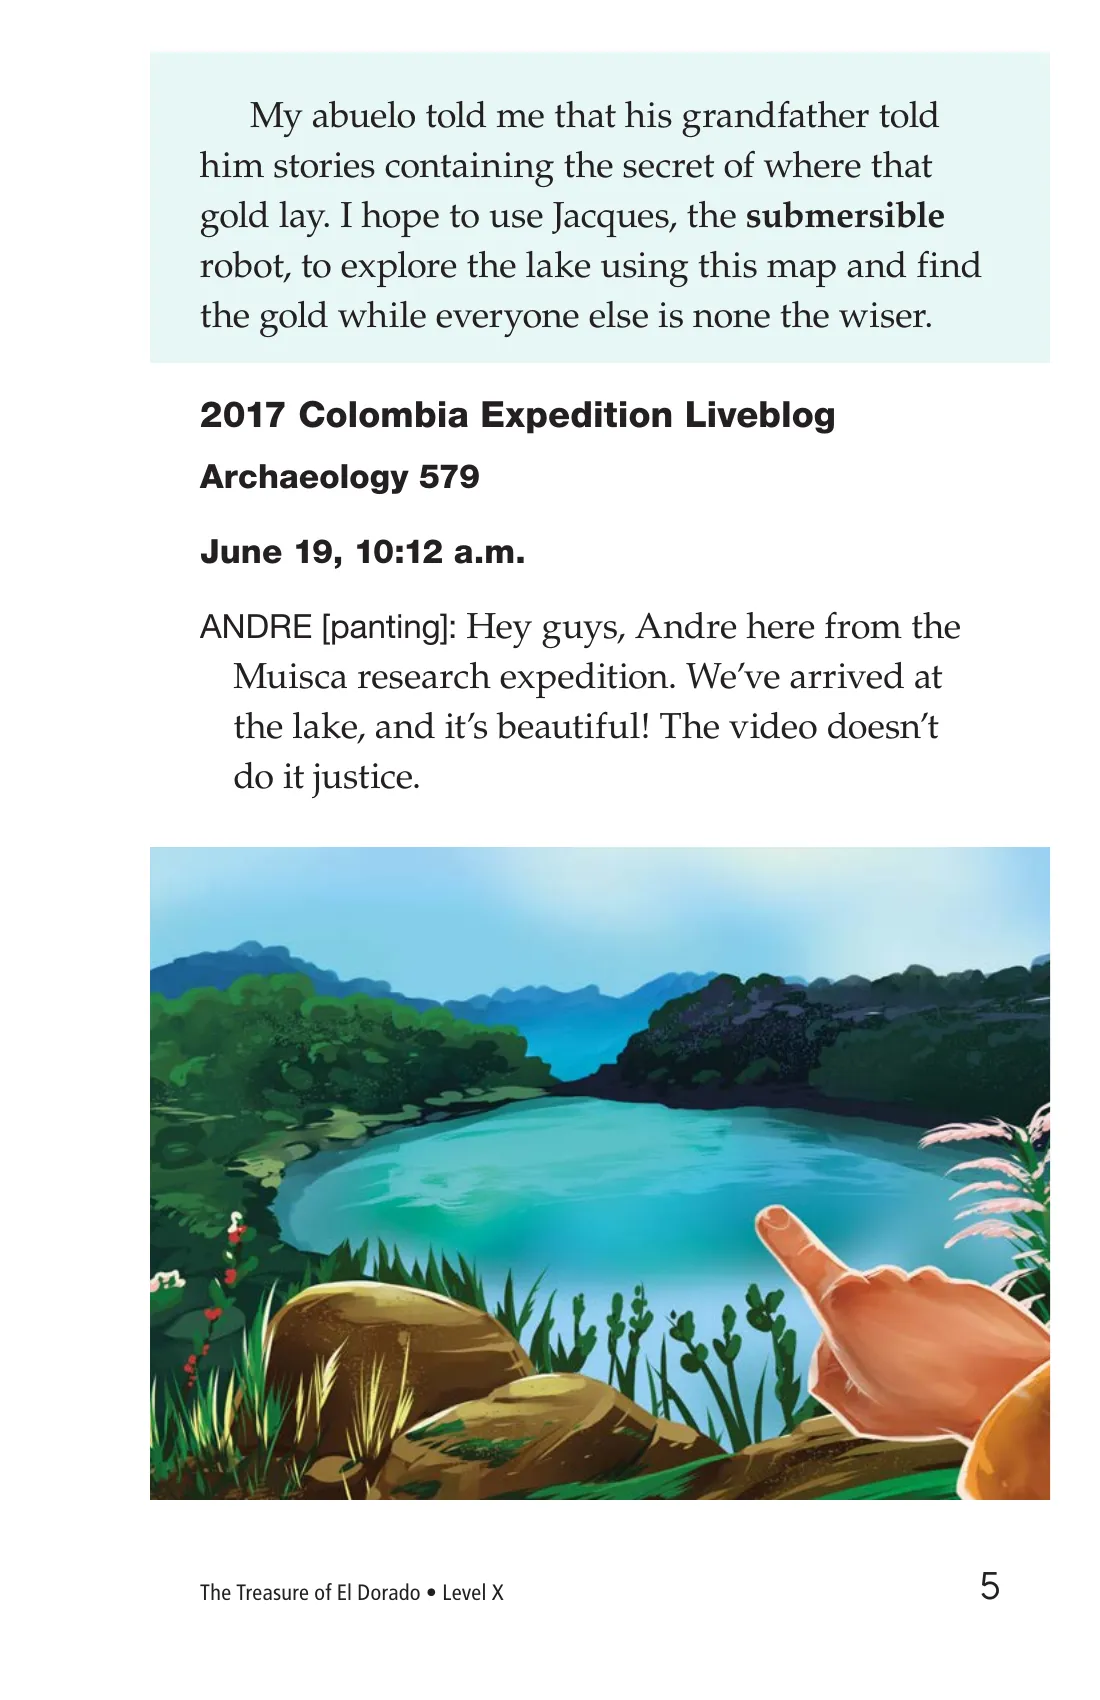 My abuelo told me that his grandfather told
him stories containing the secret of where that
gold lay. I hope to use Jacques, the submersible
robot, to explore the lake using this map and find
the gold while everyone else is none the wiser.
2017 Colombia Expedition Liveblog
Archaeology 579
June 19, 10:12 a.m.
ANDRE [panting]: Hey guys, Andre here from the
Muisca research expedition. We’ve arrived at
the lake, and it’s beautiful! The video doesn’t
do it justice.
The Treasure of El Dorado • Level X
5